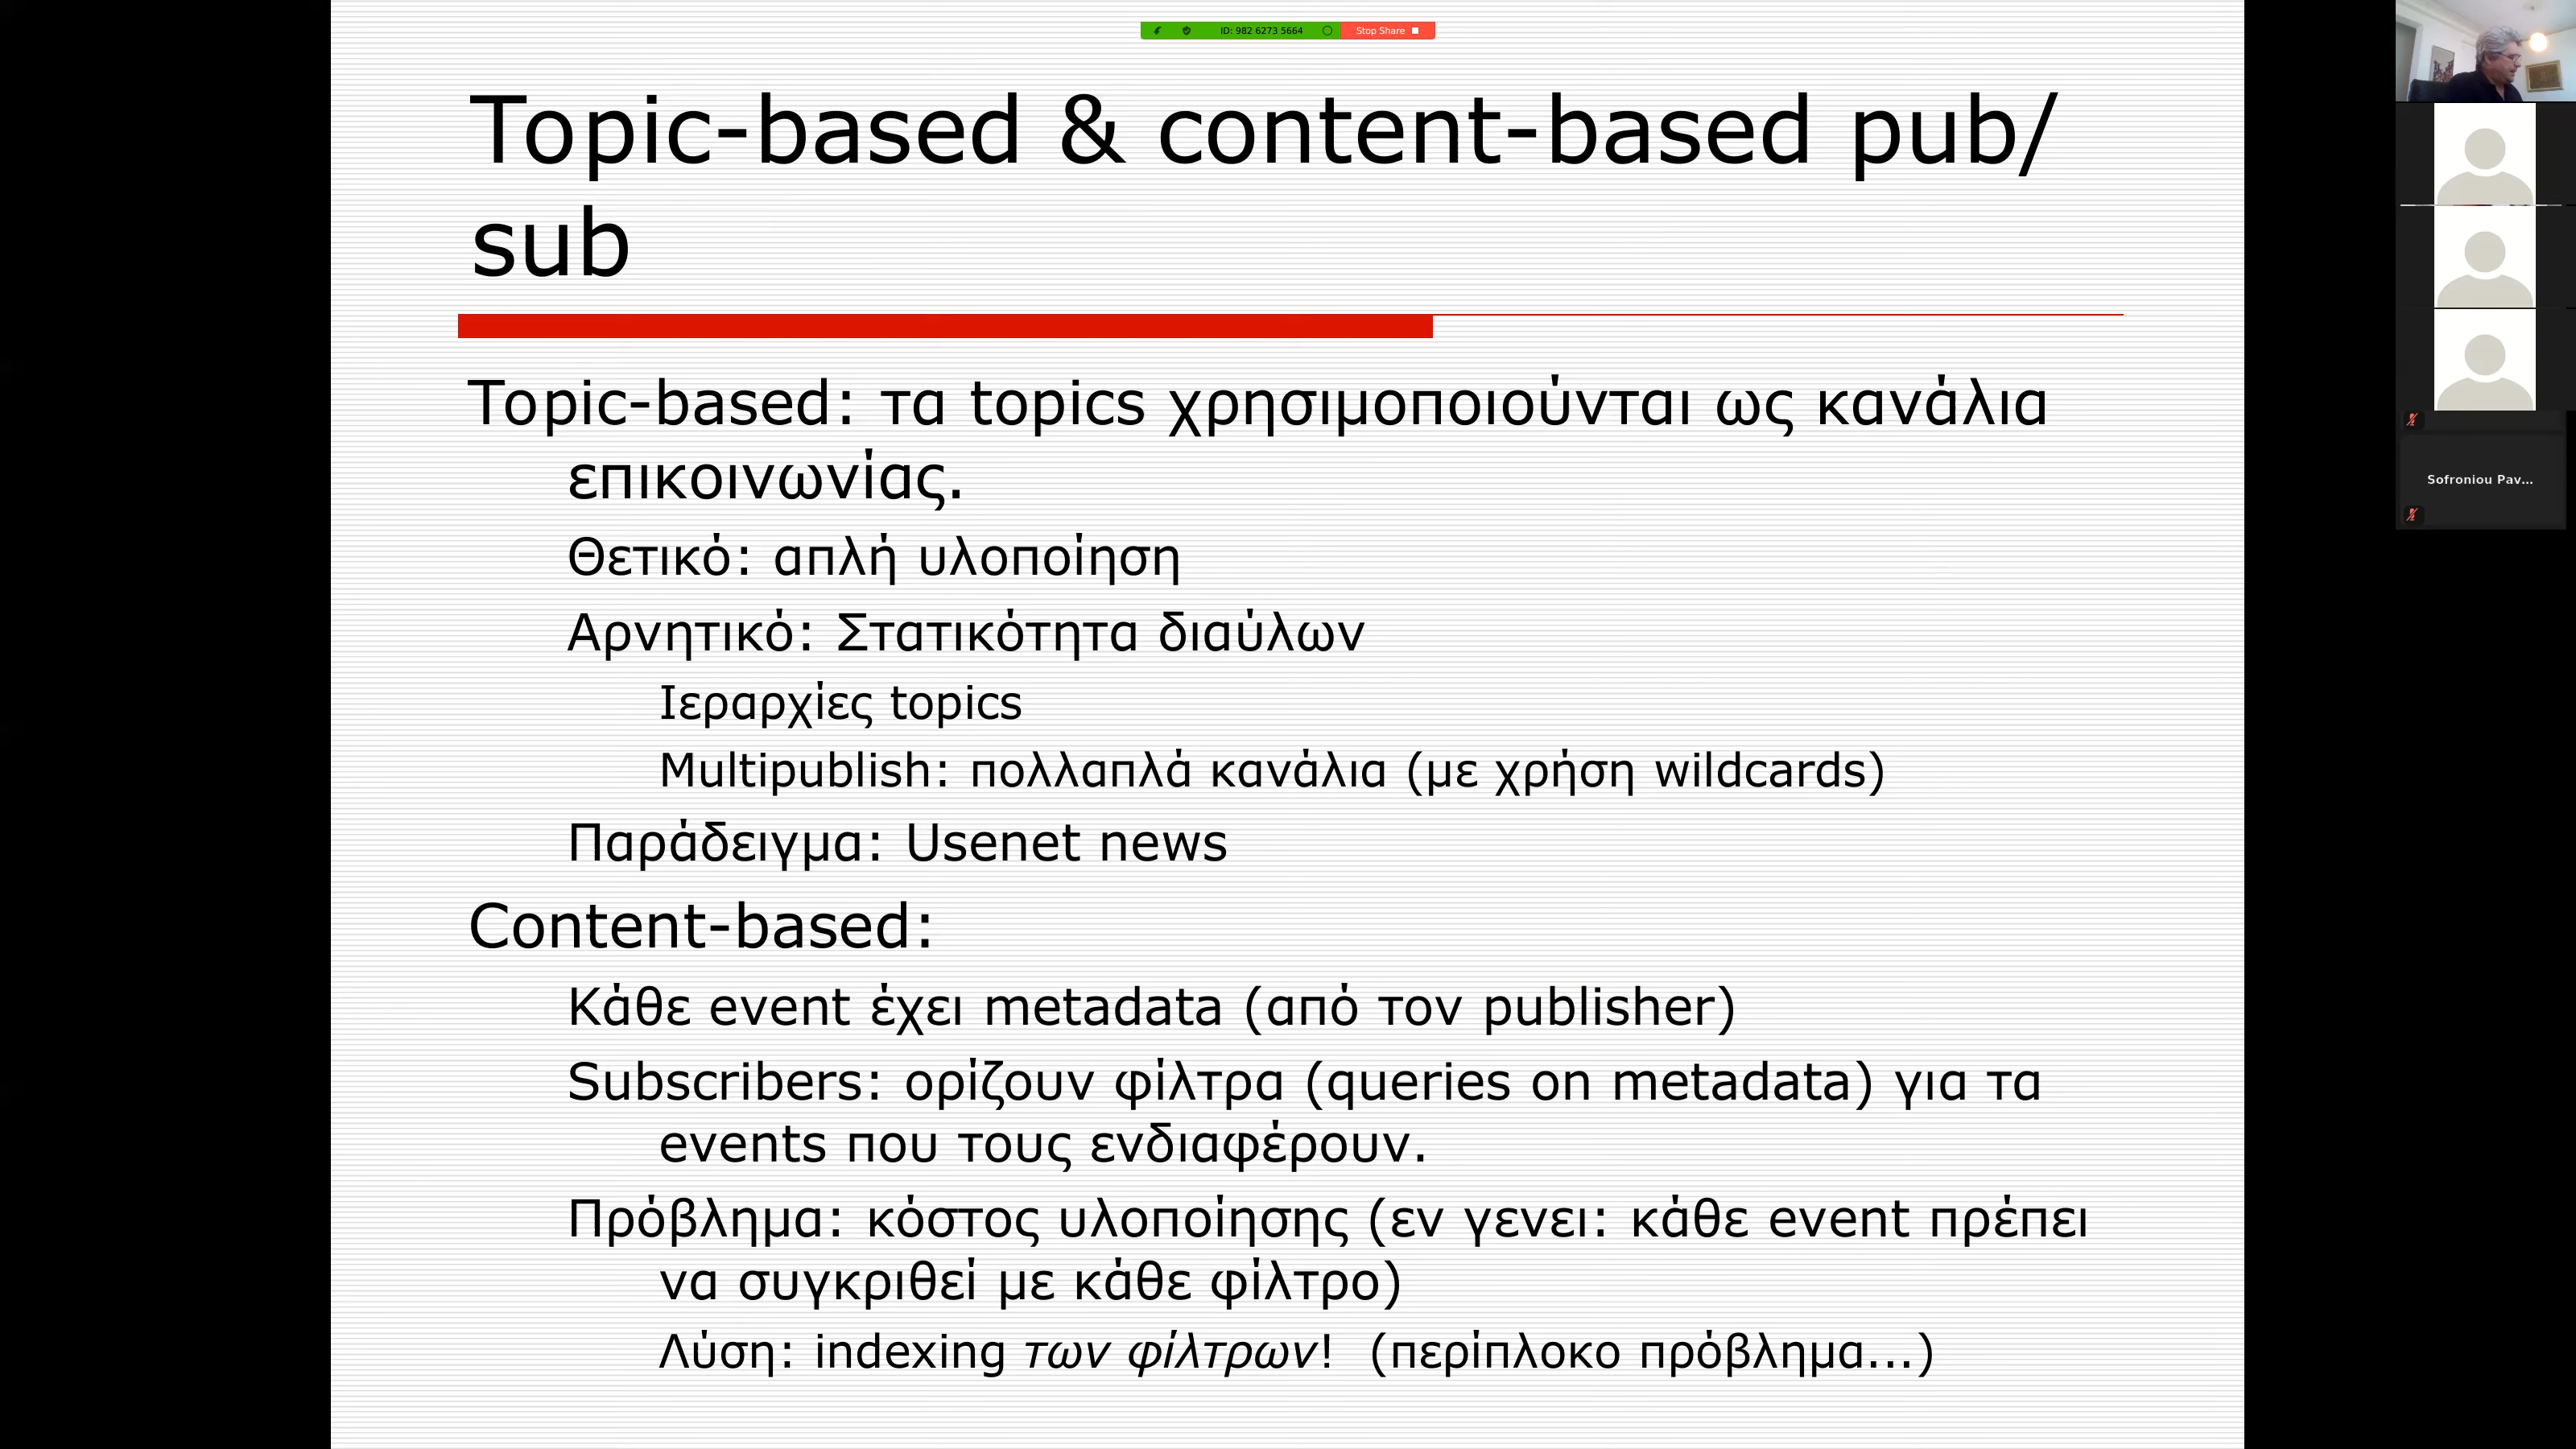 ID: 982 6273 5664
Stop Share
Topic-based & content-based pub/
sub
Topic-based: τα topics χρησιμοποιούνται ως κανάλια
επικοινωνίας.
Θετικό: απλή υλοποίηση
Αρνητικό: Στατικότητα διαύλων
Ιεραρχίες topics
Multipublish: πολλαπλά κανάλια (με χρήση wildcards)
Παράδειγμα: Usenet news
Content-based:
Κάθε event έχει metadata (από τον publisher)
Subscribers: ορίζουν φίλτρα (queries on metadata) για τα
events που τους ενδιαφέρουν.
Πρόβλημα: κόστος υλοποίησης (εν γενει: κάθε event πρέπει
να συγκριθεί με κάθε φίλτρο)
Λύση: indexing των φίλτρων! (περίπλοκο πρόβλημα...)
Sofroniou Pav...